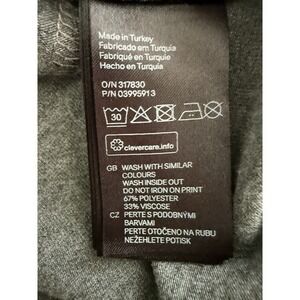 Made in Turkey
Fabricado em Turquia
Fabriqué en Turquie
Hecho en Turquía
O/N 317830
P/N 03995913
30
clevercare.info
GB WASH WITH SIMILAR
COLOURS
WASH INSIDE OUT
DO NOT IRON ON PRINT
67% POLYESTER
33% VISCOSE
CZ PERTE S PODOBNÝMI
BARVAMI
PERTE OTOČENO NA RUBU
NEŽEHLETE POTISK